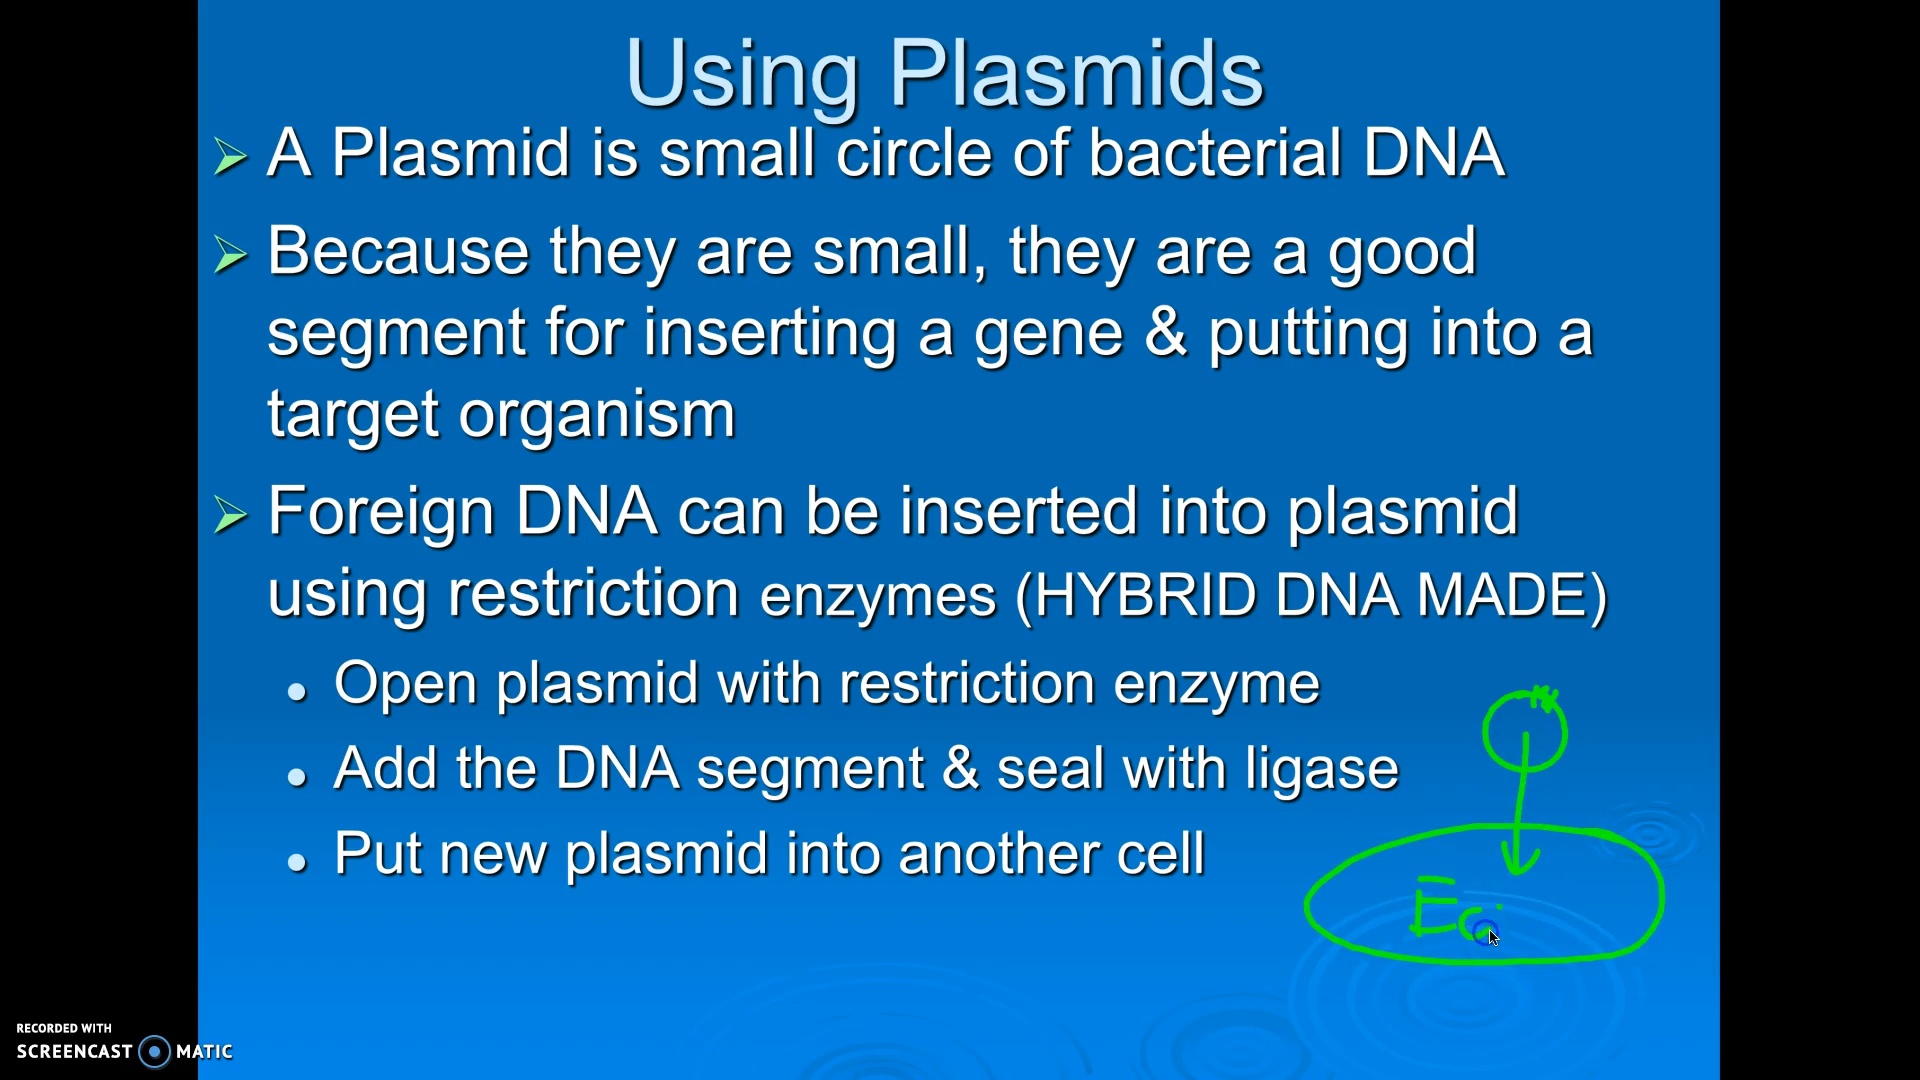 Using Plasmids
A Plasmid is small circle of bacterial DNA
Because they are small, they are a good
segment for inserting a gene & putting into a
target organism
Foreign DNA can be inserted into plasmid
using restriction enzymes (HYBRID DNA MADE)
Open plasmid with restriction enzyme
Add the DNA segment & seal with ligase
Put new plasmid into another cell
Ec
RECORDED WITH
SCREENCAST MATIC